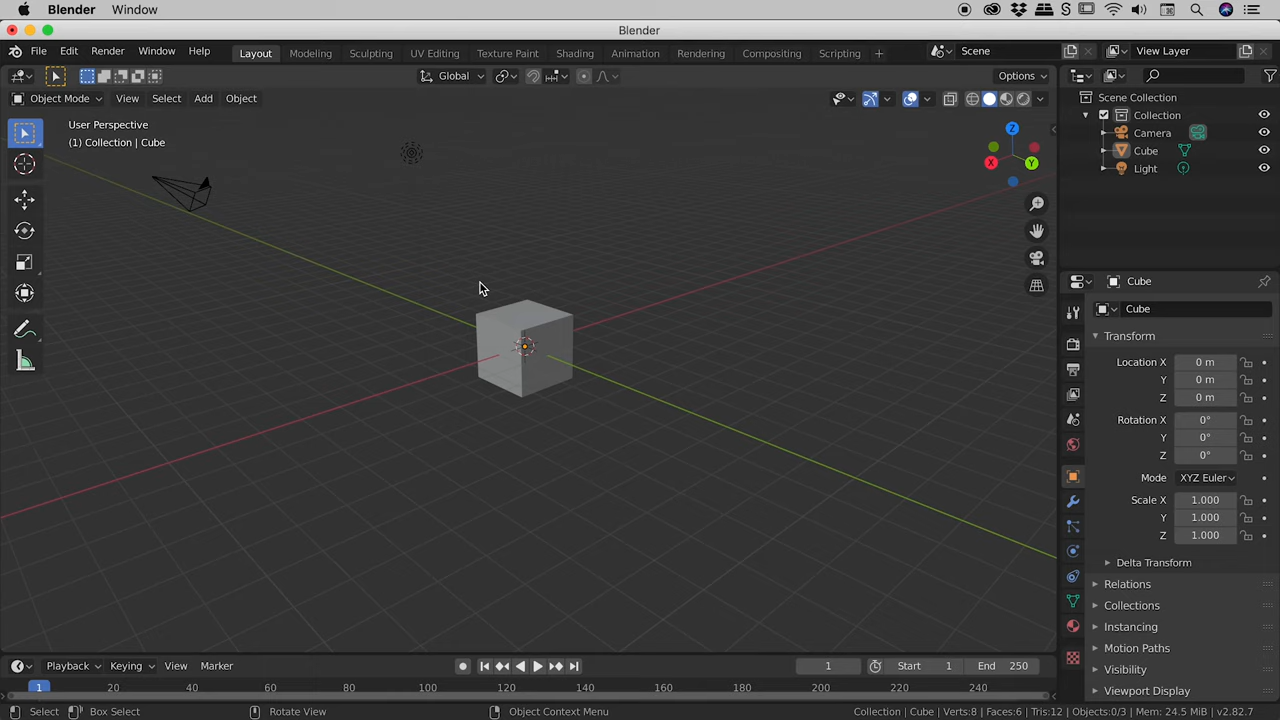 Blender Window
Blender
File Edit Render Window Help Layout Modeling Sculpting UV Editing Texture Paint Shading Animation Rendering Compositing Scripting + Scene View Layer
Global Options
Object Mode View Select Add Object
User Perspective
(1) Collection | Cube
Z
X
Y
Scene Collection
Collection
Camera
Cube
Light
Cube
Cube
Transform
Location X 0 m
Y 0 m
Z 0 m
Rotation X 0°
Y 0°
Z 0°
Mode XYZ Euler
Scale X 1.000
Y 1.000
Z 1.000
Delta Transform
Relations
Collections
Instancing
Motion Paths
Visibility
Viewport Display
Playback Keying View Marker 1 Start 1 End 250
1 20 40 60 80 100 120 140 160 180 200 220 240
Select Box Select Rotate View Object Context Menu Collection | Cube | Verts:8 | Faces:6 | Tris:12 | Objects:0/3 | Mem: 24.5 MiB | v2.82.7